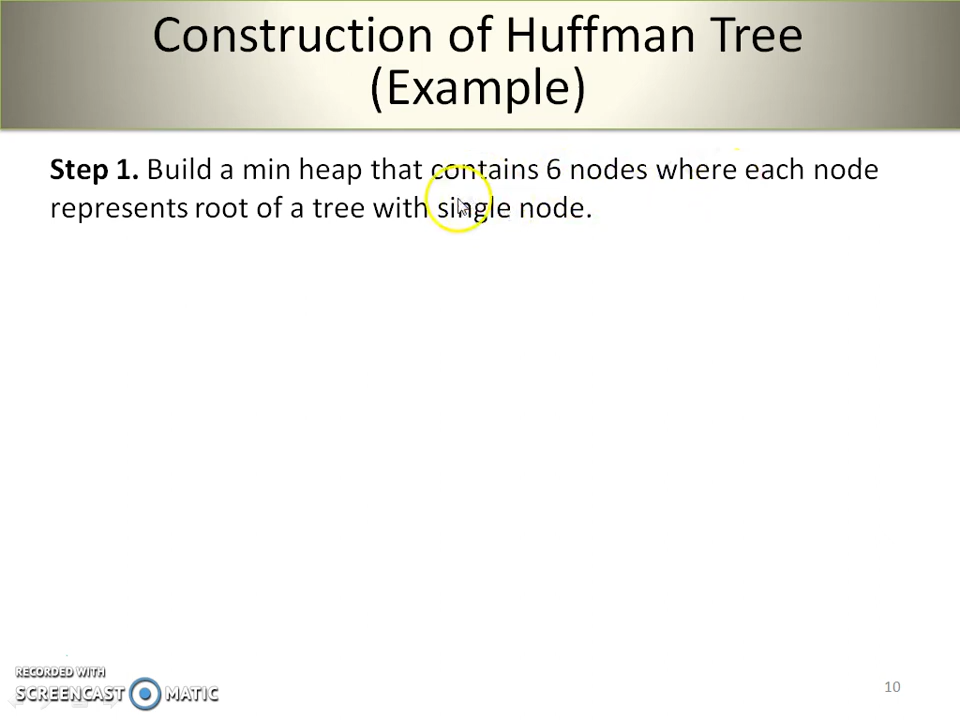 Construction of Huffman Tree
(Example)
Step 1. Build a min heap that contains 6 nodes where each node
represents root of a tree with single node.
RECORDED WITH
SCREENCAST MATIC
10